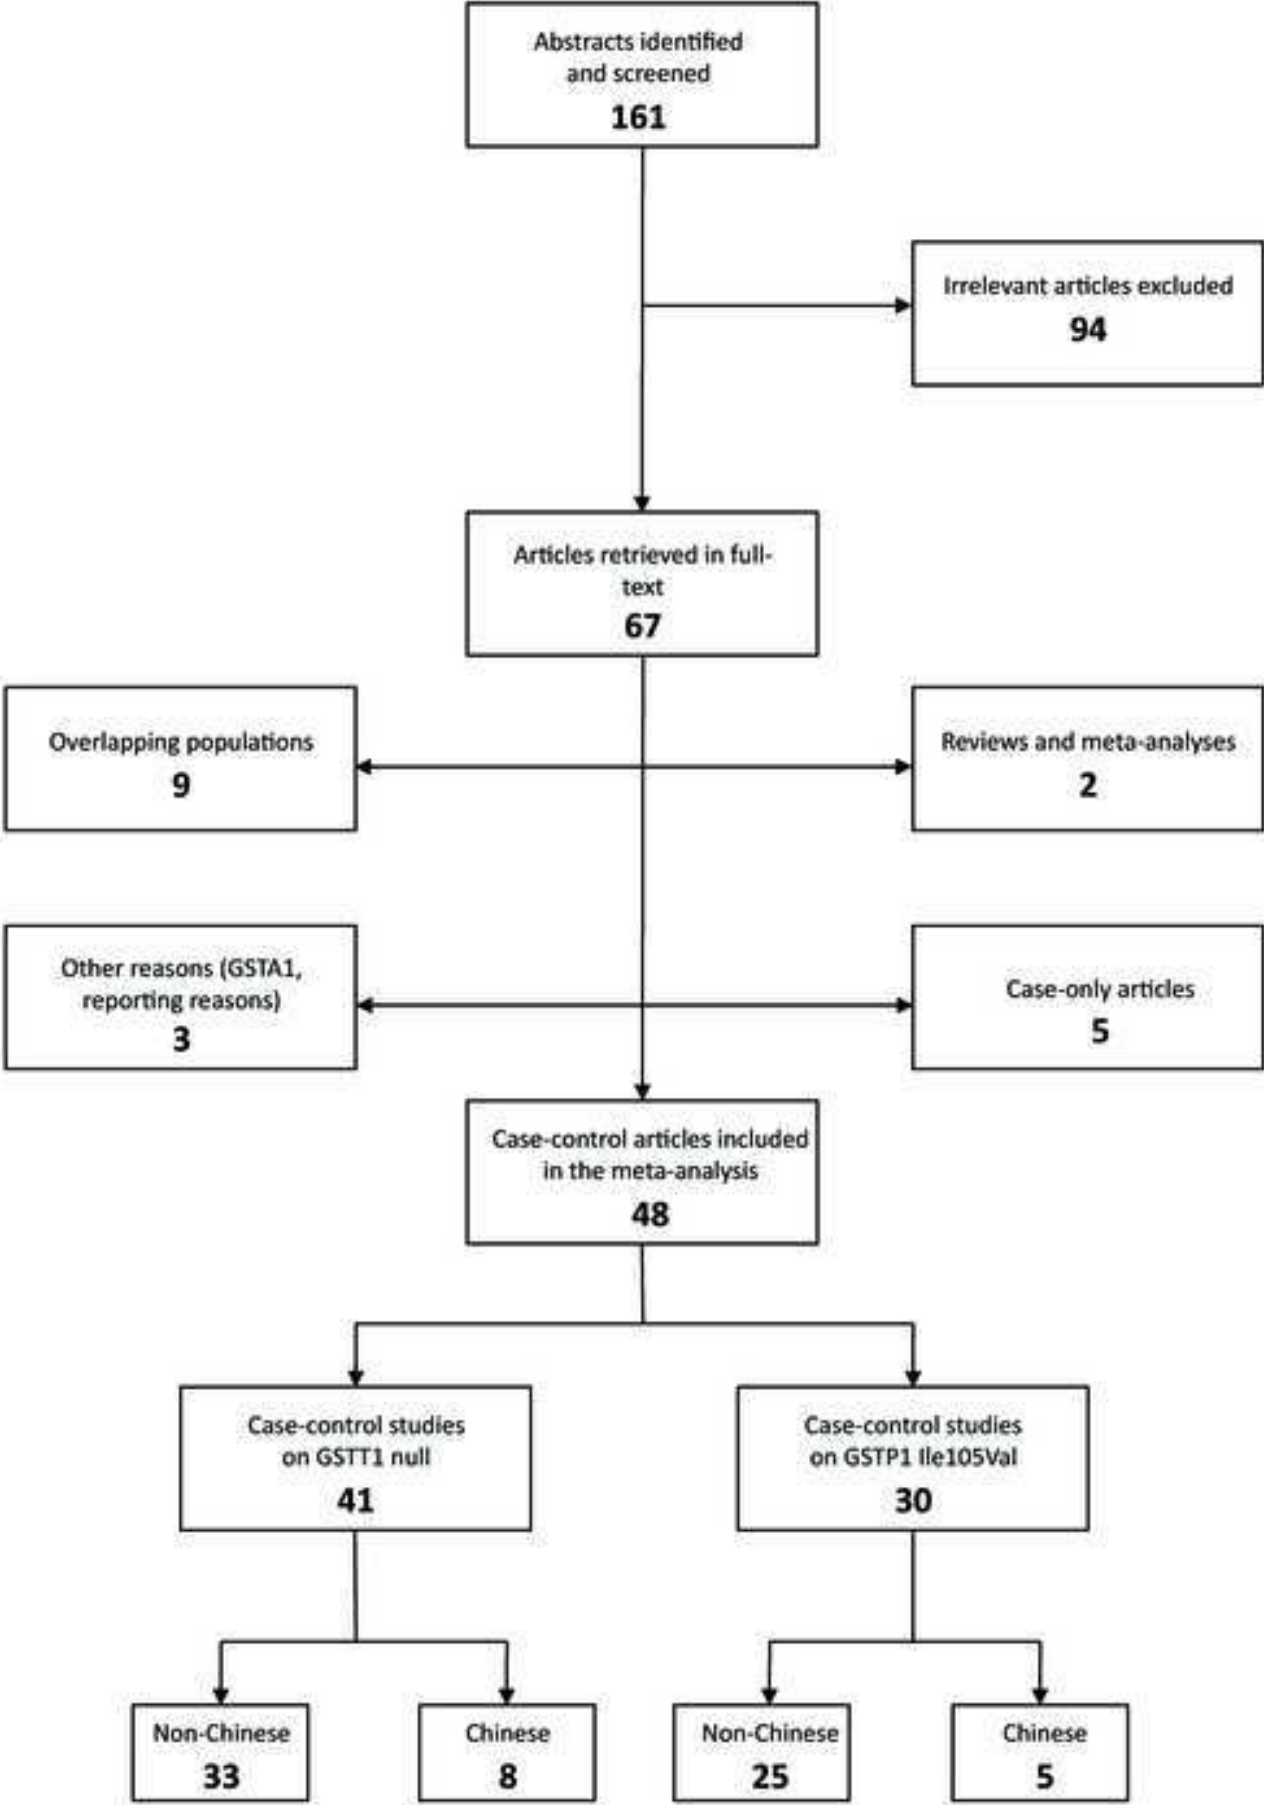 Abstracts identified
and screened
161
Irrelevant articles excluded
94
Articles retrieved in full-
text
67
Overlapping populations
9
Reviews and meta-analyses
2
Other reasons (GSTA1,
reporting reasons)
3
Case-only articles
5
Case-control articles included
in the meta-analysis
48
Case-control studies
on GSTT1 null
41
Case-control studies
on GSTP1 Ile105Val
30
Non-Chinese
33
Chinese
8
Non-Chinese
25
Chinese
5